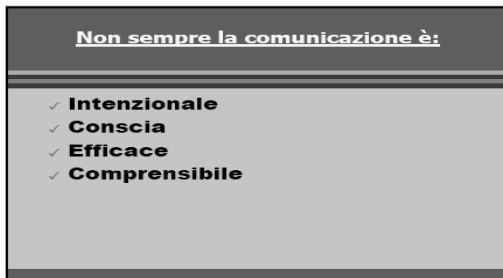 Non sempre la comunicazione è:
✓ Intenzionale
✓ Conscia
✓ Efficace
✓ Comprensibile